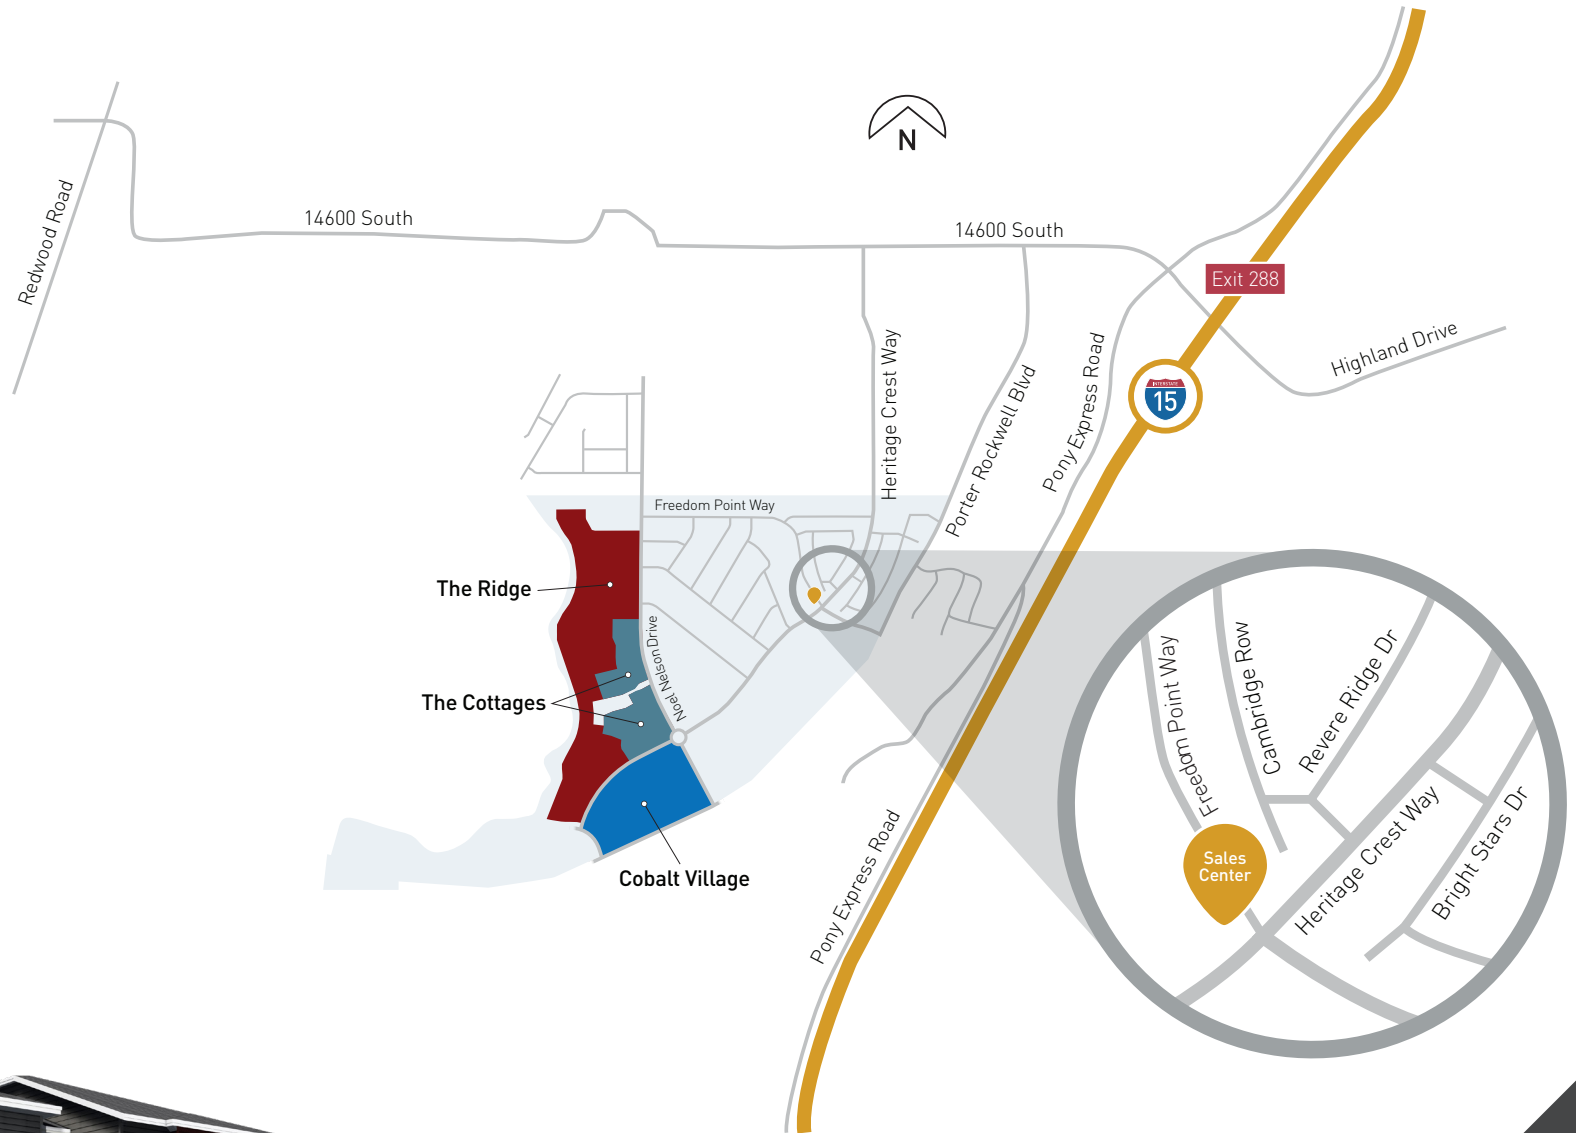 N
Redwood Road
14600 South
14600 South
Exit 288
Highland Drive
INTERSTATE
15
Heritage Crest Way
Porter Rockwell Blvd
Pony Express Road
Freedom Point Way
The Ridge
Noel Nelson Drive
The Cottages
Cobalt Village
Pony Express Road
Freedom Point Way
Cambridge Row
Revere Ridge Dr
Heritage Crest Way
Bright Stars Dr
Sales
Center